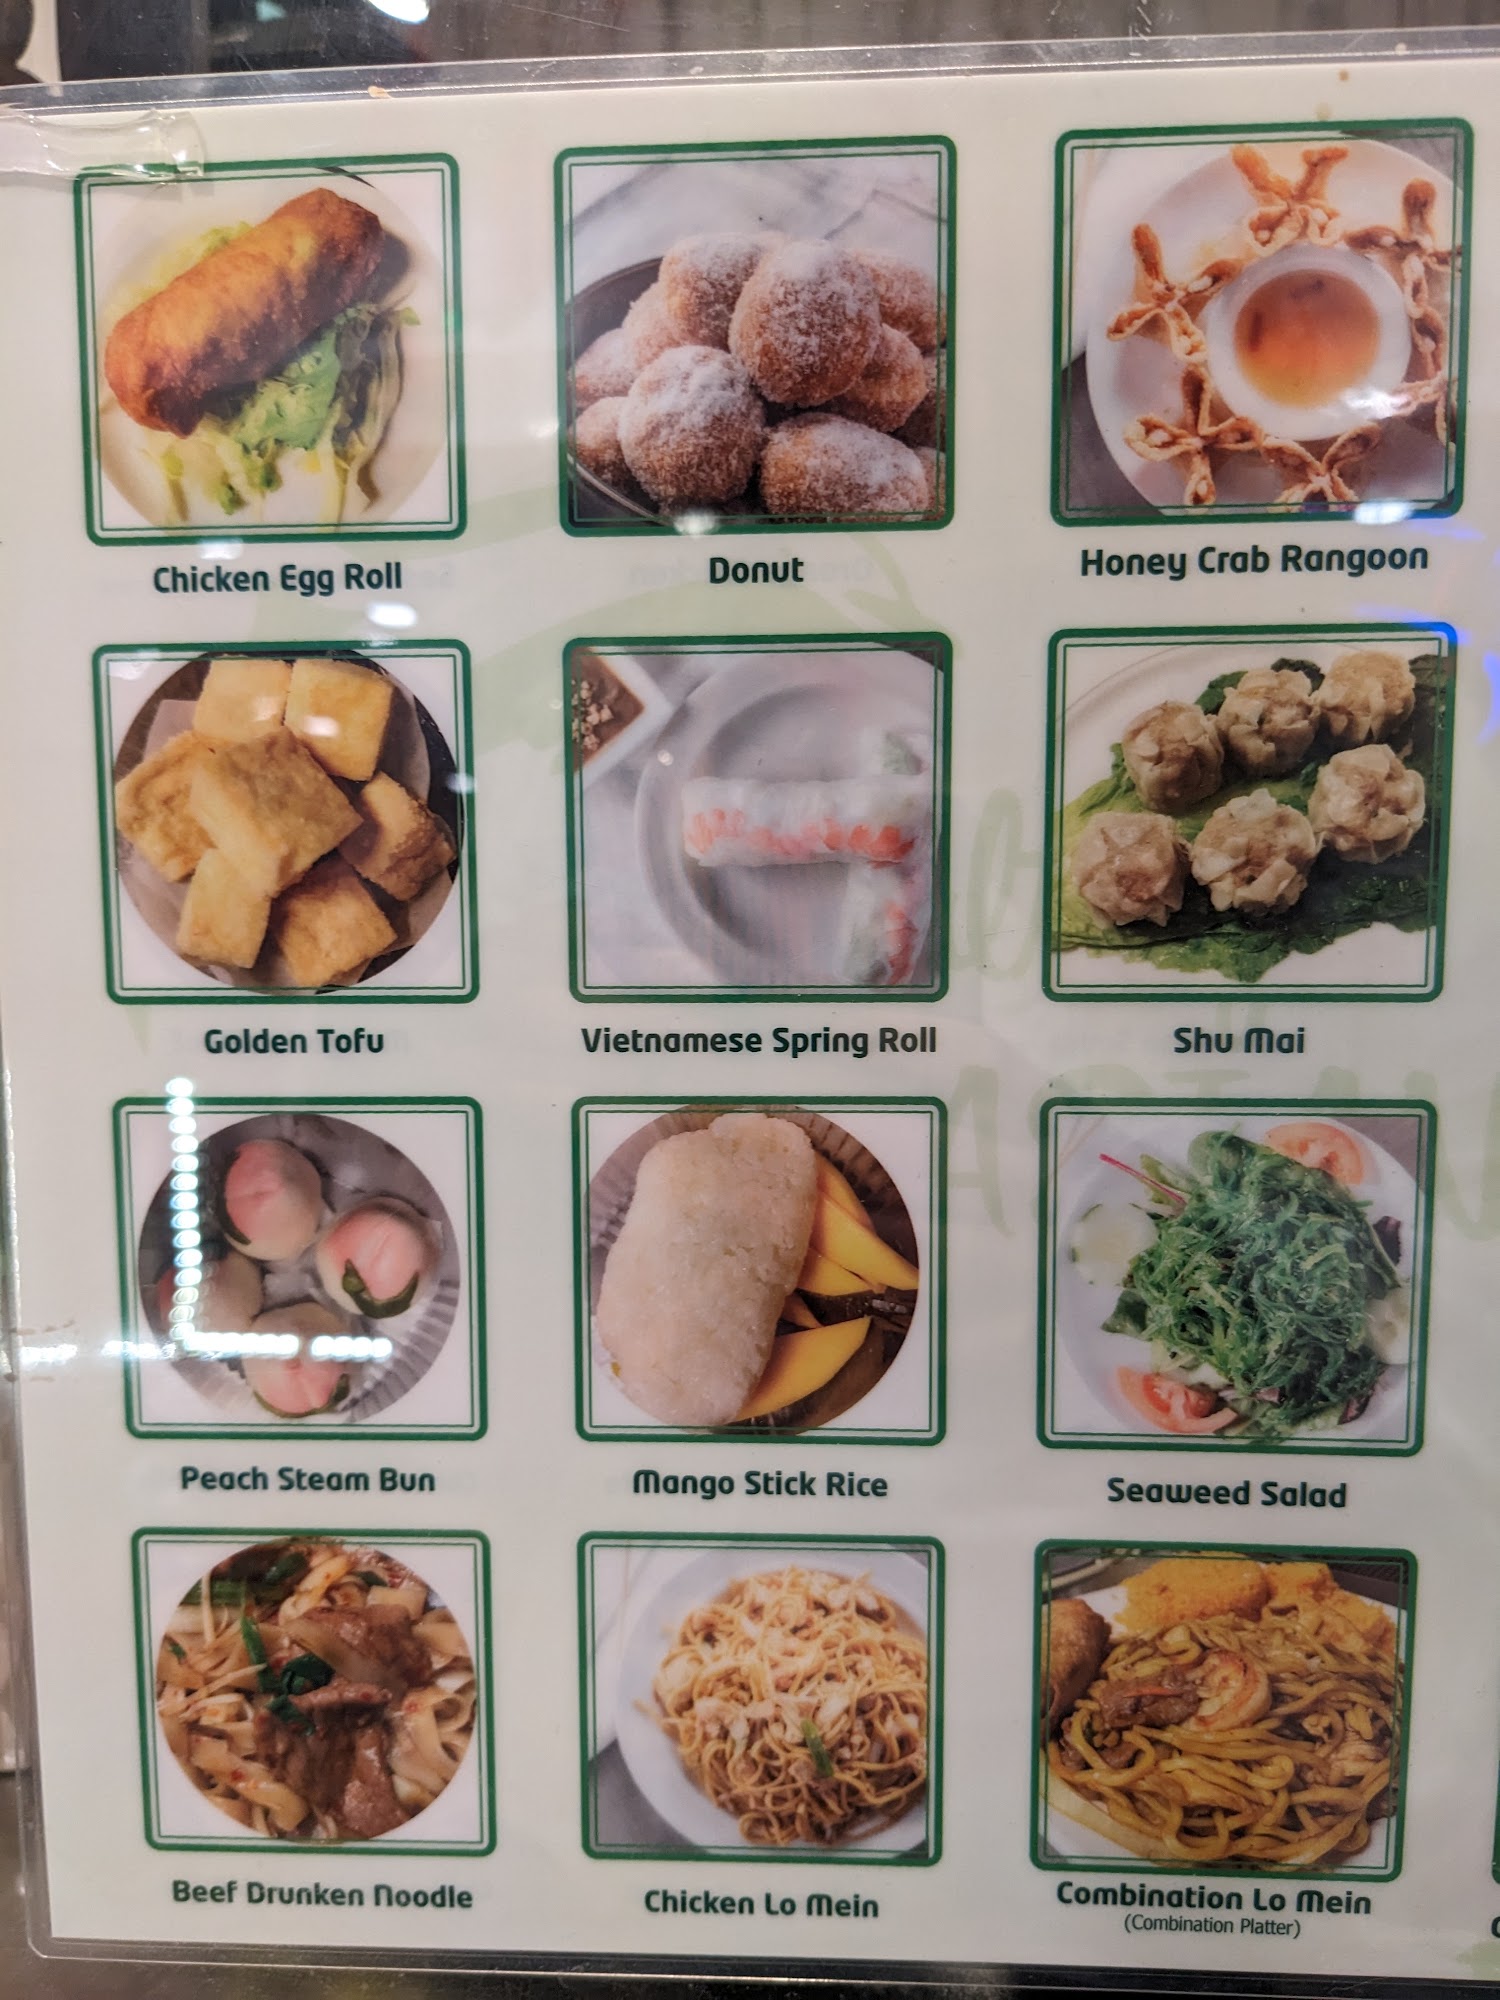 Chicken Egg Roll
Donut
Honey Crab Rangoon
Golden Tofu
Vietnamese Spring Roll
Shu Mai
Peach Steam Bun
Mango Stick Rice
Seaweed Salad
Beef Drunken Noodle
Chicken Lo Mein
Combination Lo Mein
(Combination Platter)